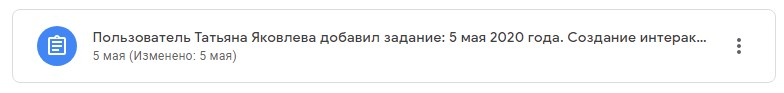 Пользователь Татьяна Яковлева добавил задание: 5 мая 2020 года. Создание интерак...
5 мая (Изменено: 5 мая)